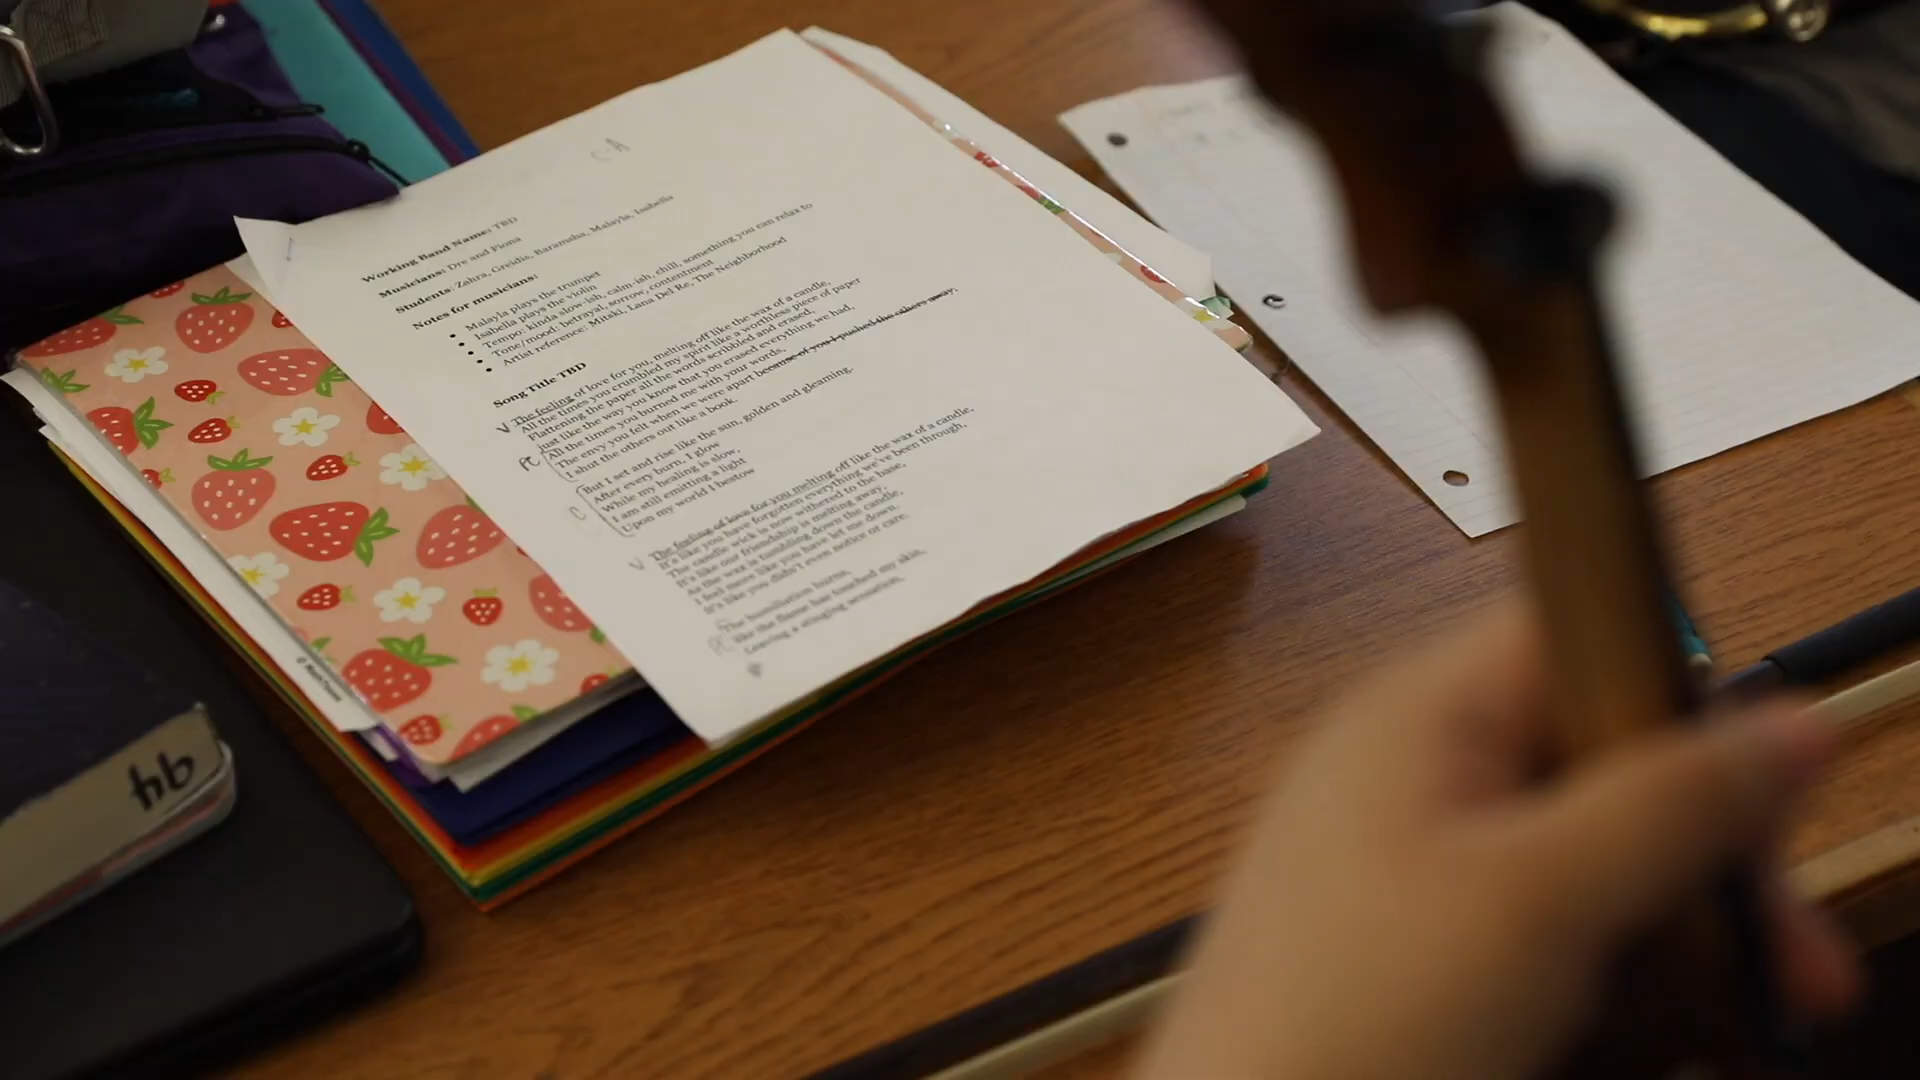 C-A
Working Band Name: TBD
Musicians: Dre and Fiona
Students: Zahra, Greidis, Baramsha, Malayla, Isabella
Notes for musicians:
• Malayla plays the trumpet
• Isabella plays the violin
• Tempo: kinda slow-ish, calm-ish, chill, something you can relax to
• Tone/mood: betrayal, sorrow, contentment
• Artist reference: Mitski, Lana Del Re, The Neighborhood
Song Title TBD
V The feeling of love for you, melting off like the wax of a candle,
All the times you crumbled my spirit like a worthless piece of paper
Flattening the paper all the words scribbled and erased,
just like the way you know that you erased everything we had,
PC All the times you burned me with your words,
The envy you felt when we were apart because of you I pushed the others away,
I shut the others out like a book.
But I set and rise like the sun, golden and gleaming.
After every burn, I glow
C While my healing is slow,
I am still emitting a light
Upon my world I bestow
V The feeling of love for you melting off like the wax of a candle,
It's like you have forgotten everything we've been through,
The candle wick is now withered to the base,
It's like our friendship is melting away,
As the wax is tumbling down the candle,
I feel more like you have let me down.
It's like you didn't even notice or care.
The humiliation burns,
PC like the flame has touched my skin,
Leaving a stinging sensation,